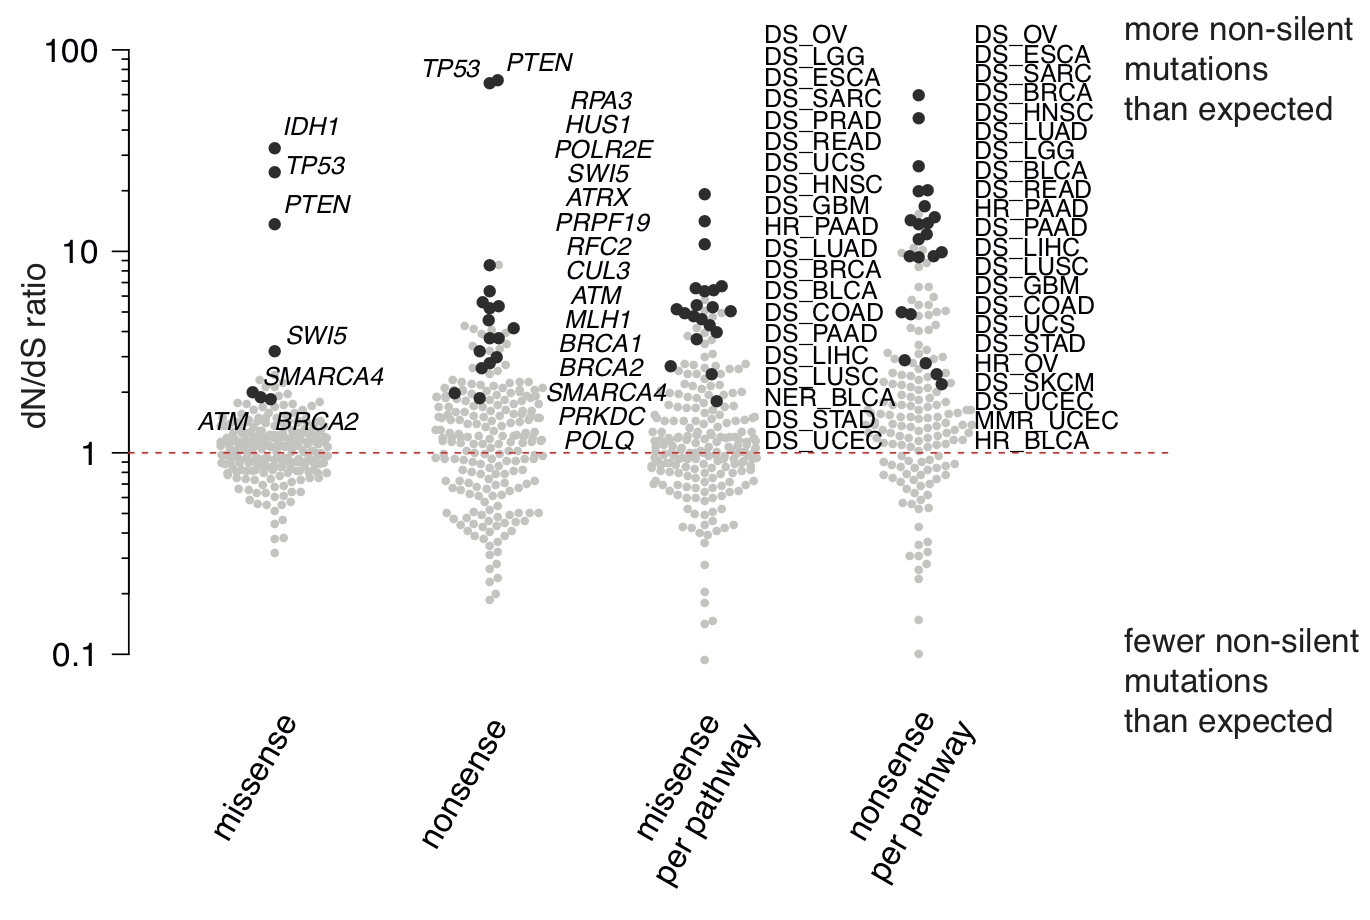 100
10
1
0.1
dN/dS ratio
IDH1
TP53
PTEN
SWI5
SMARCA4
ATM
BRCA2
TP53
PTEN
RPA3
HUS1
POLR2E
SWI5
ATRX
PRPF19
RFC2
CUL3
ATM
MLH1
BRCA1
BRCA2
SMARCA4
PRKDC
POLQ
DS_OV
DS_LGG
DS_ESCA
DS_SARC
DS_PRAD
DS_READ
DS_UCS
DS_HNSC
DS_GBM
HR_PAAD
DS_LUAD
DS_BRCA
DS_BLCA
DS_COAD
DS_PAAD
DS_LIHC
DS_LUSC
NER_BLCA
DS_STAD
DS_UCEC
DS_OV
DS_ESCA
DS_SARC
DS_BRCA
DS_HNSC
DS_LUAD
DS_LGG
DS_BLCA
DS_READ
HR_PAAD
DS_PAAD
DS_LIHC
DS_LUSC
DS_GBM
DS_COAD
DS_UCS
DS_STAD
HR_OV
DS_SKCM
DS_UCEC
MMR_UCEC
HR_BLCA
more non-silent
mutations
than expected
fewer non-silent
mutations
than expected
missense
nonsense
missense
per pathway
nonsense
per pathway